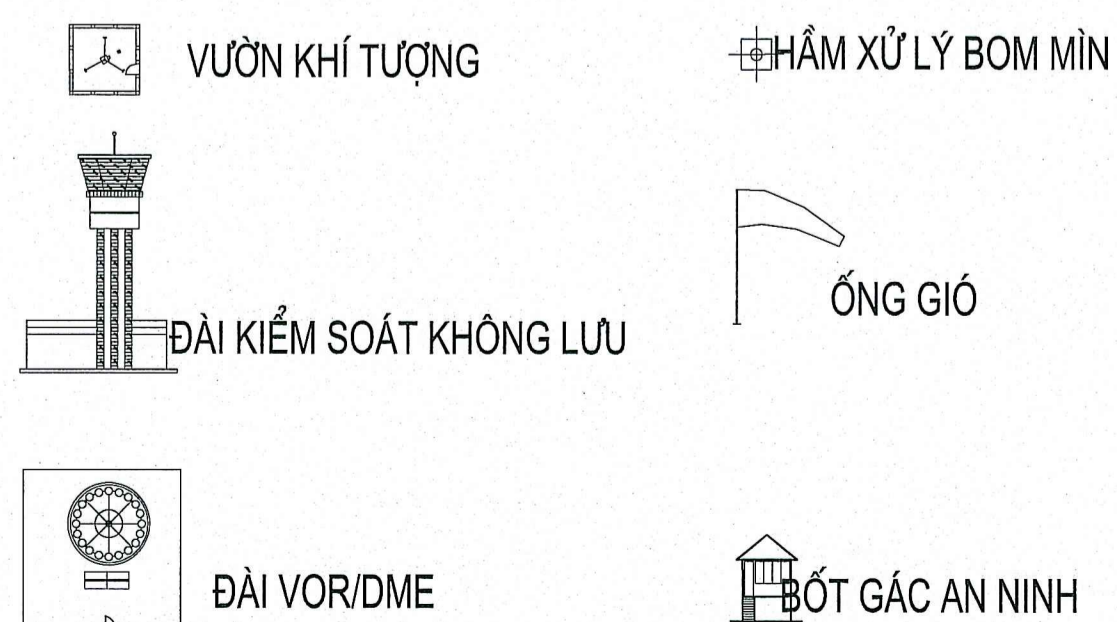 VƯỜN KHÍ TƯỢNG
HẦM XỬ LÝ BOM MÌN
ĐÀI KIỂM SOÁT KHÔNG LƯU
ỐNG GIÓ
ĐÀI VOR/DME
BỐT GÁC AN NINH